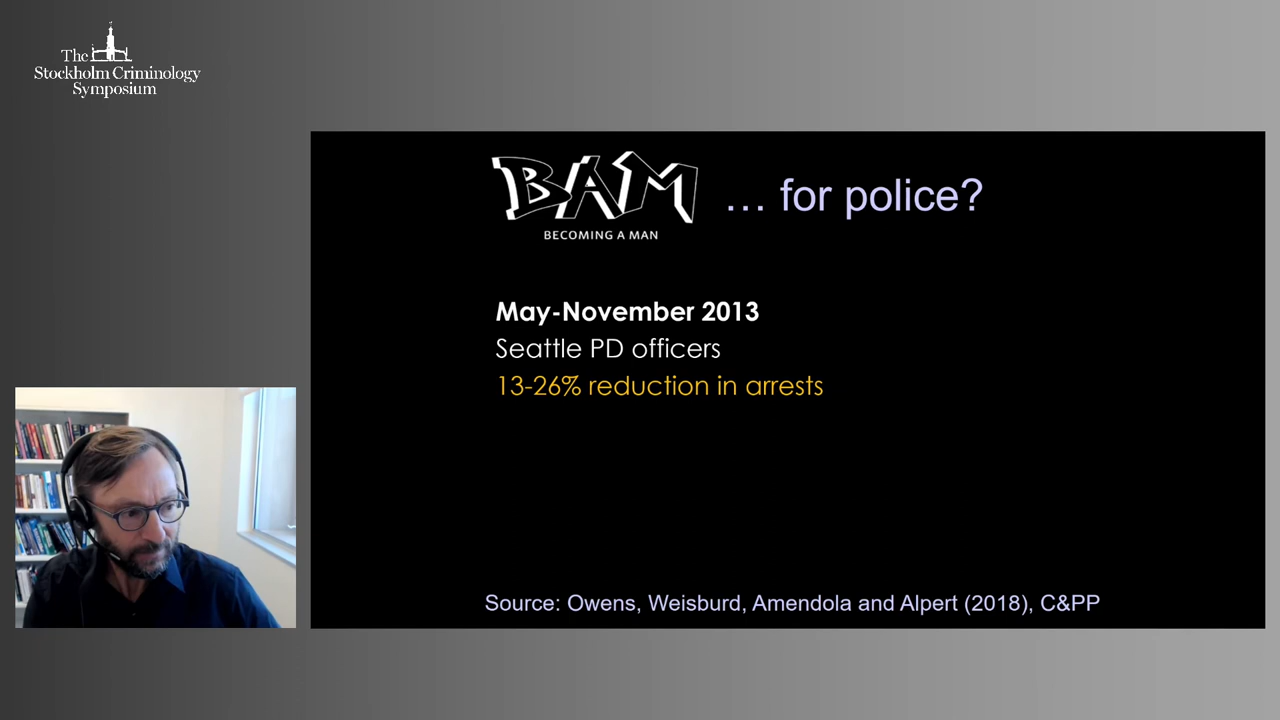 The
Stockholm Criminology
Symposium
BAM
BECOMING A MAN
... for police?
May-November 2013
Seattle PD officers
13-26% reduction in arrests
Source: Owens, Weisburd, Amendola and Alpert (2018), C&PP